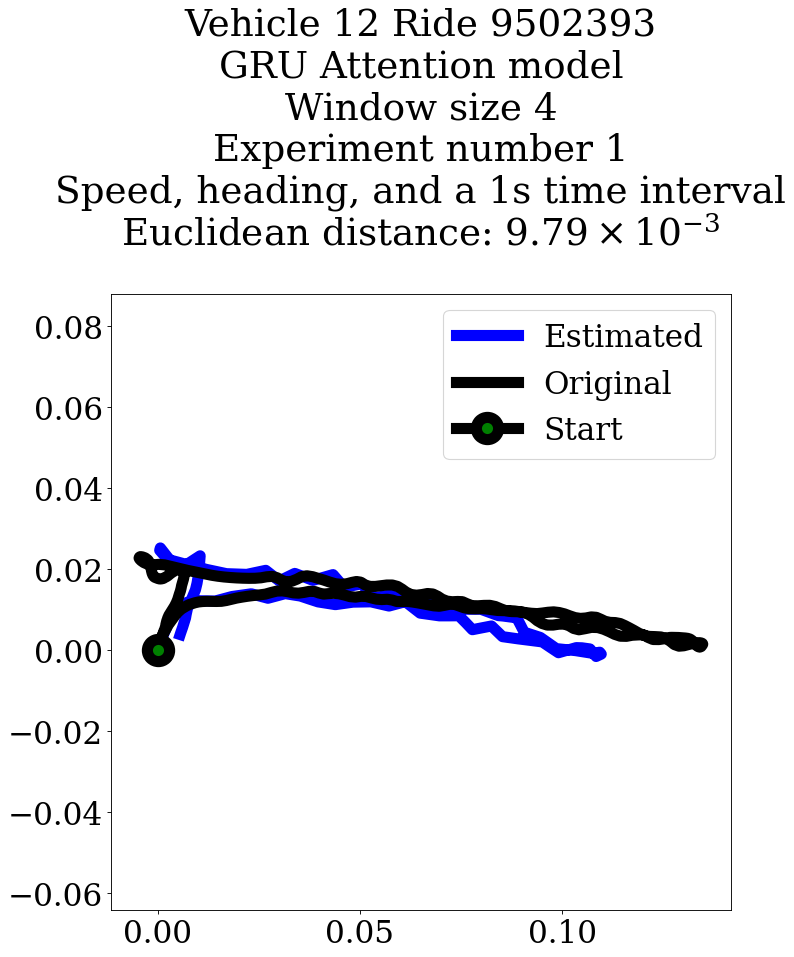 Vehicle 12 Ride 9502393
GRU Attention model
Window size 4
Experiment number 1
Speed, heading, and a 1s time interval
Euclidean distance: 9.79 × 10⁻³
Estimated
Original
Start
0.08
0.06
0.04
0.02
0.00
−0.02
−0.04
−0.06
0.00 0.05 0.10